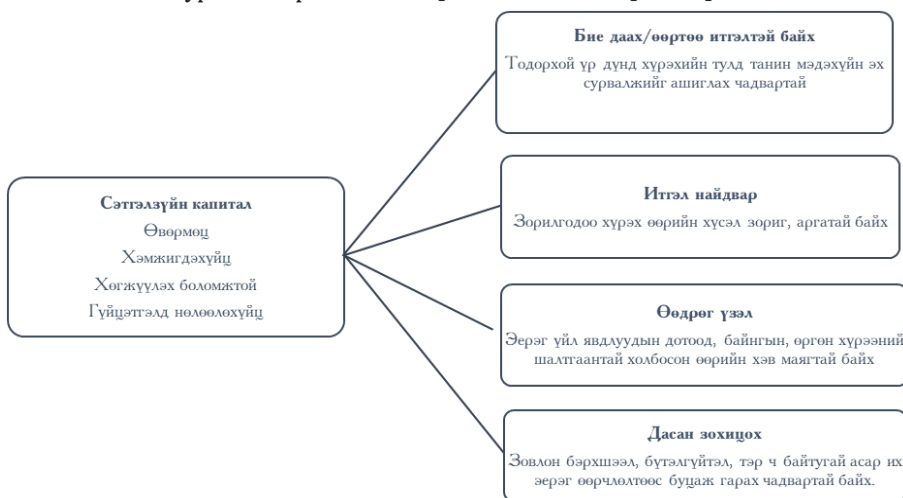 Сэтгэлзүйн капитал
Өвөрмөц
Хэмжигдэхүйц
Хөгжүүлэх боломжтой
Гүйцэтгэлд нөлөөлөхүйц
Бие даах/өөртөө итгэлтэй байх
Тодорхой үр дүнд хүрэхийн тулд танин мэдэхүйн эх
сурвалжийг ашиглах чадвартай
Итгэл найдвар
Зорилгодоо хүрэх өөрийн хүсэл зориг, аргатай байх
Өөдрөг үзэл
Эерэг үйл явдлуудын дотоод, байнгын, өргөн хүрээний
шалтгаантай холбосон өөрийн хэв маягтай байх
Дасан зохицох
Зовлон бэрхшээл, бүтэлгүйтэл, тэр ч байтугай асар их
эерэг өөрчлөлтөөс буцаж гарах чадвартай байх.